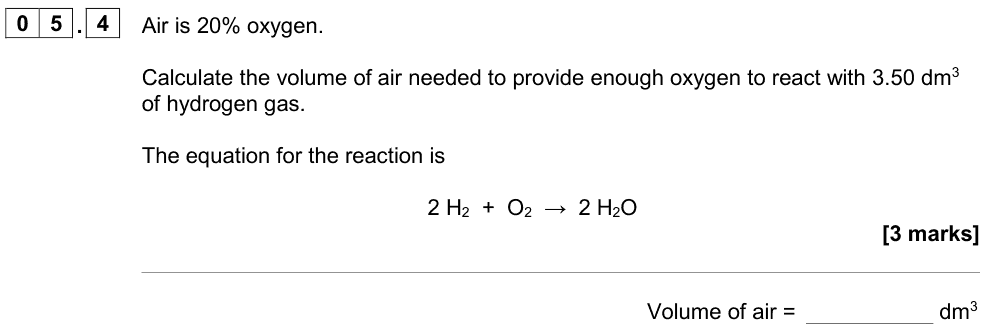 0 5 . 4 Air is 20% oxygen.
Calculate the volume of air needed to provide enough oxygen to react with 3.50 dm³
of hydrogen gas.
The equation for the reaction is
2 H₂ + O₂ → 2 H₂O
[3 marks]
Volume of air = ____________ dm³